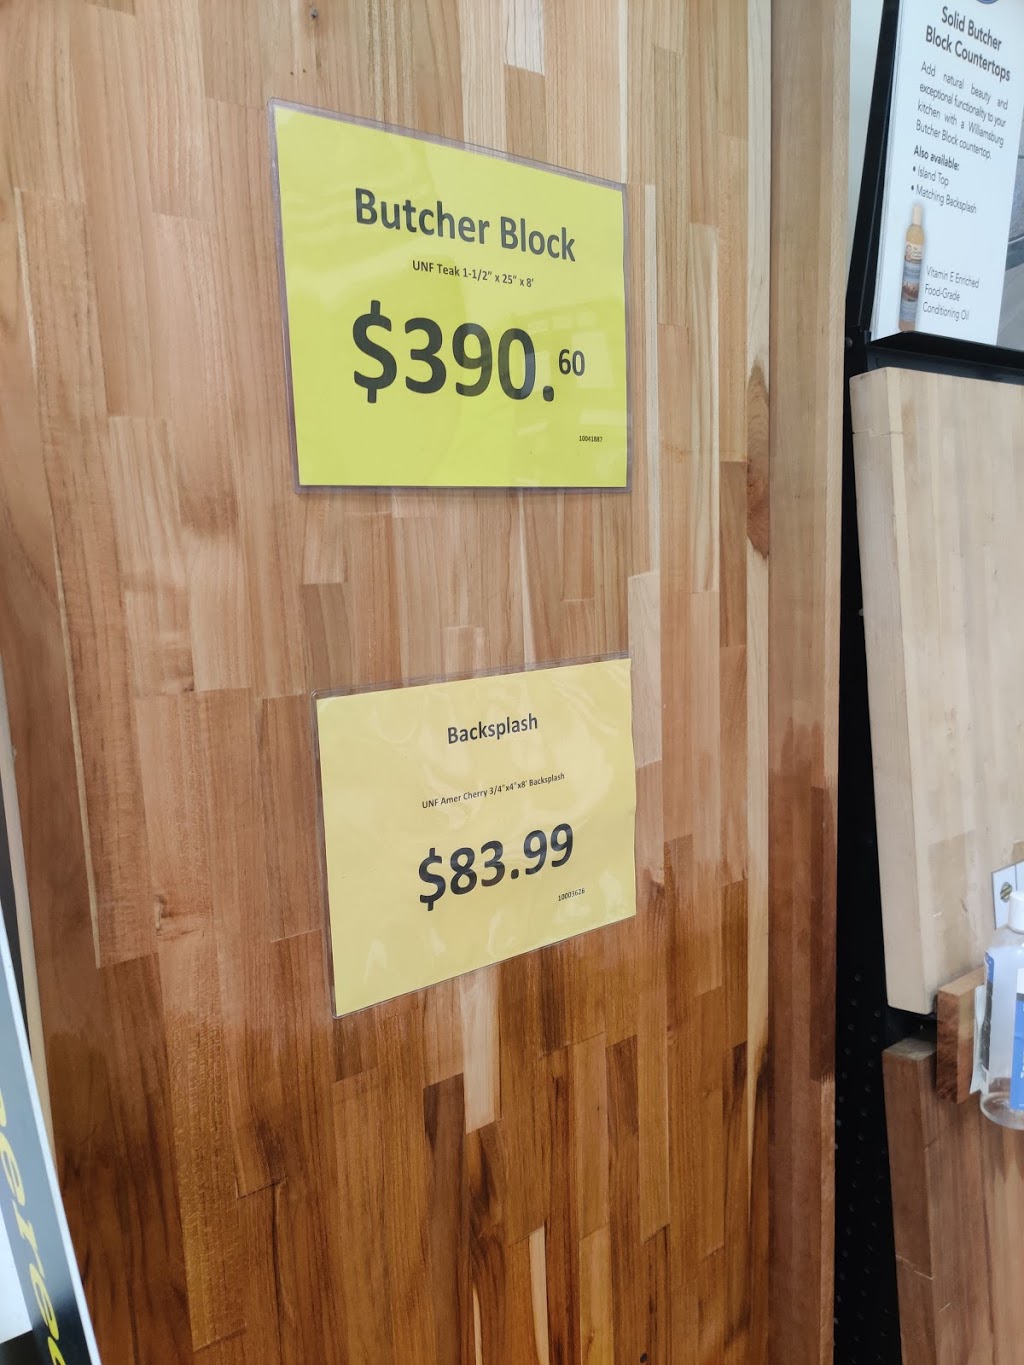 Butcher Block
UNF Teak 1-1/2" x 25" x 8'
$390.60
10041887
Backsplash
UNF Amer Cherry 3/4"x4"x8' Backsplash
$83.99
10003626
Solid Butcher
Block Countertops
Add natural beauty and
exceptional functionality to your
kitchen with a Williamsburg
Butcher Block countertop.
Also available:
• Island Top
• Matching Backsplash
Vitamin E Enriched
Food-Grade
Conditioning Oil